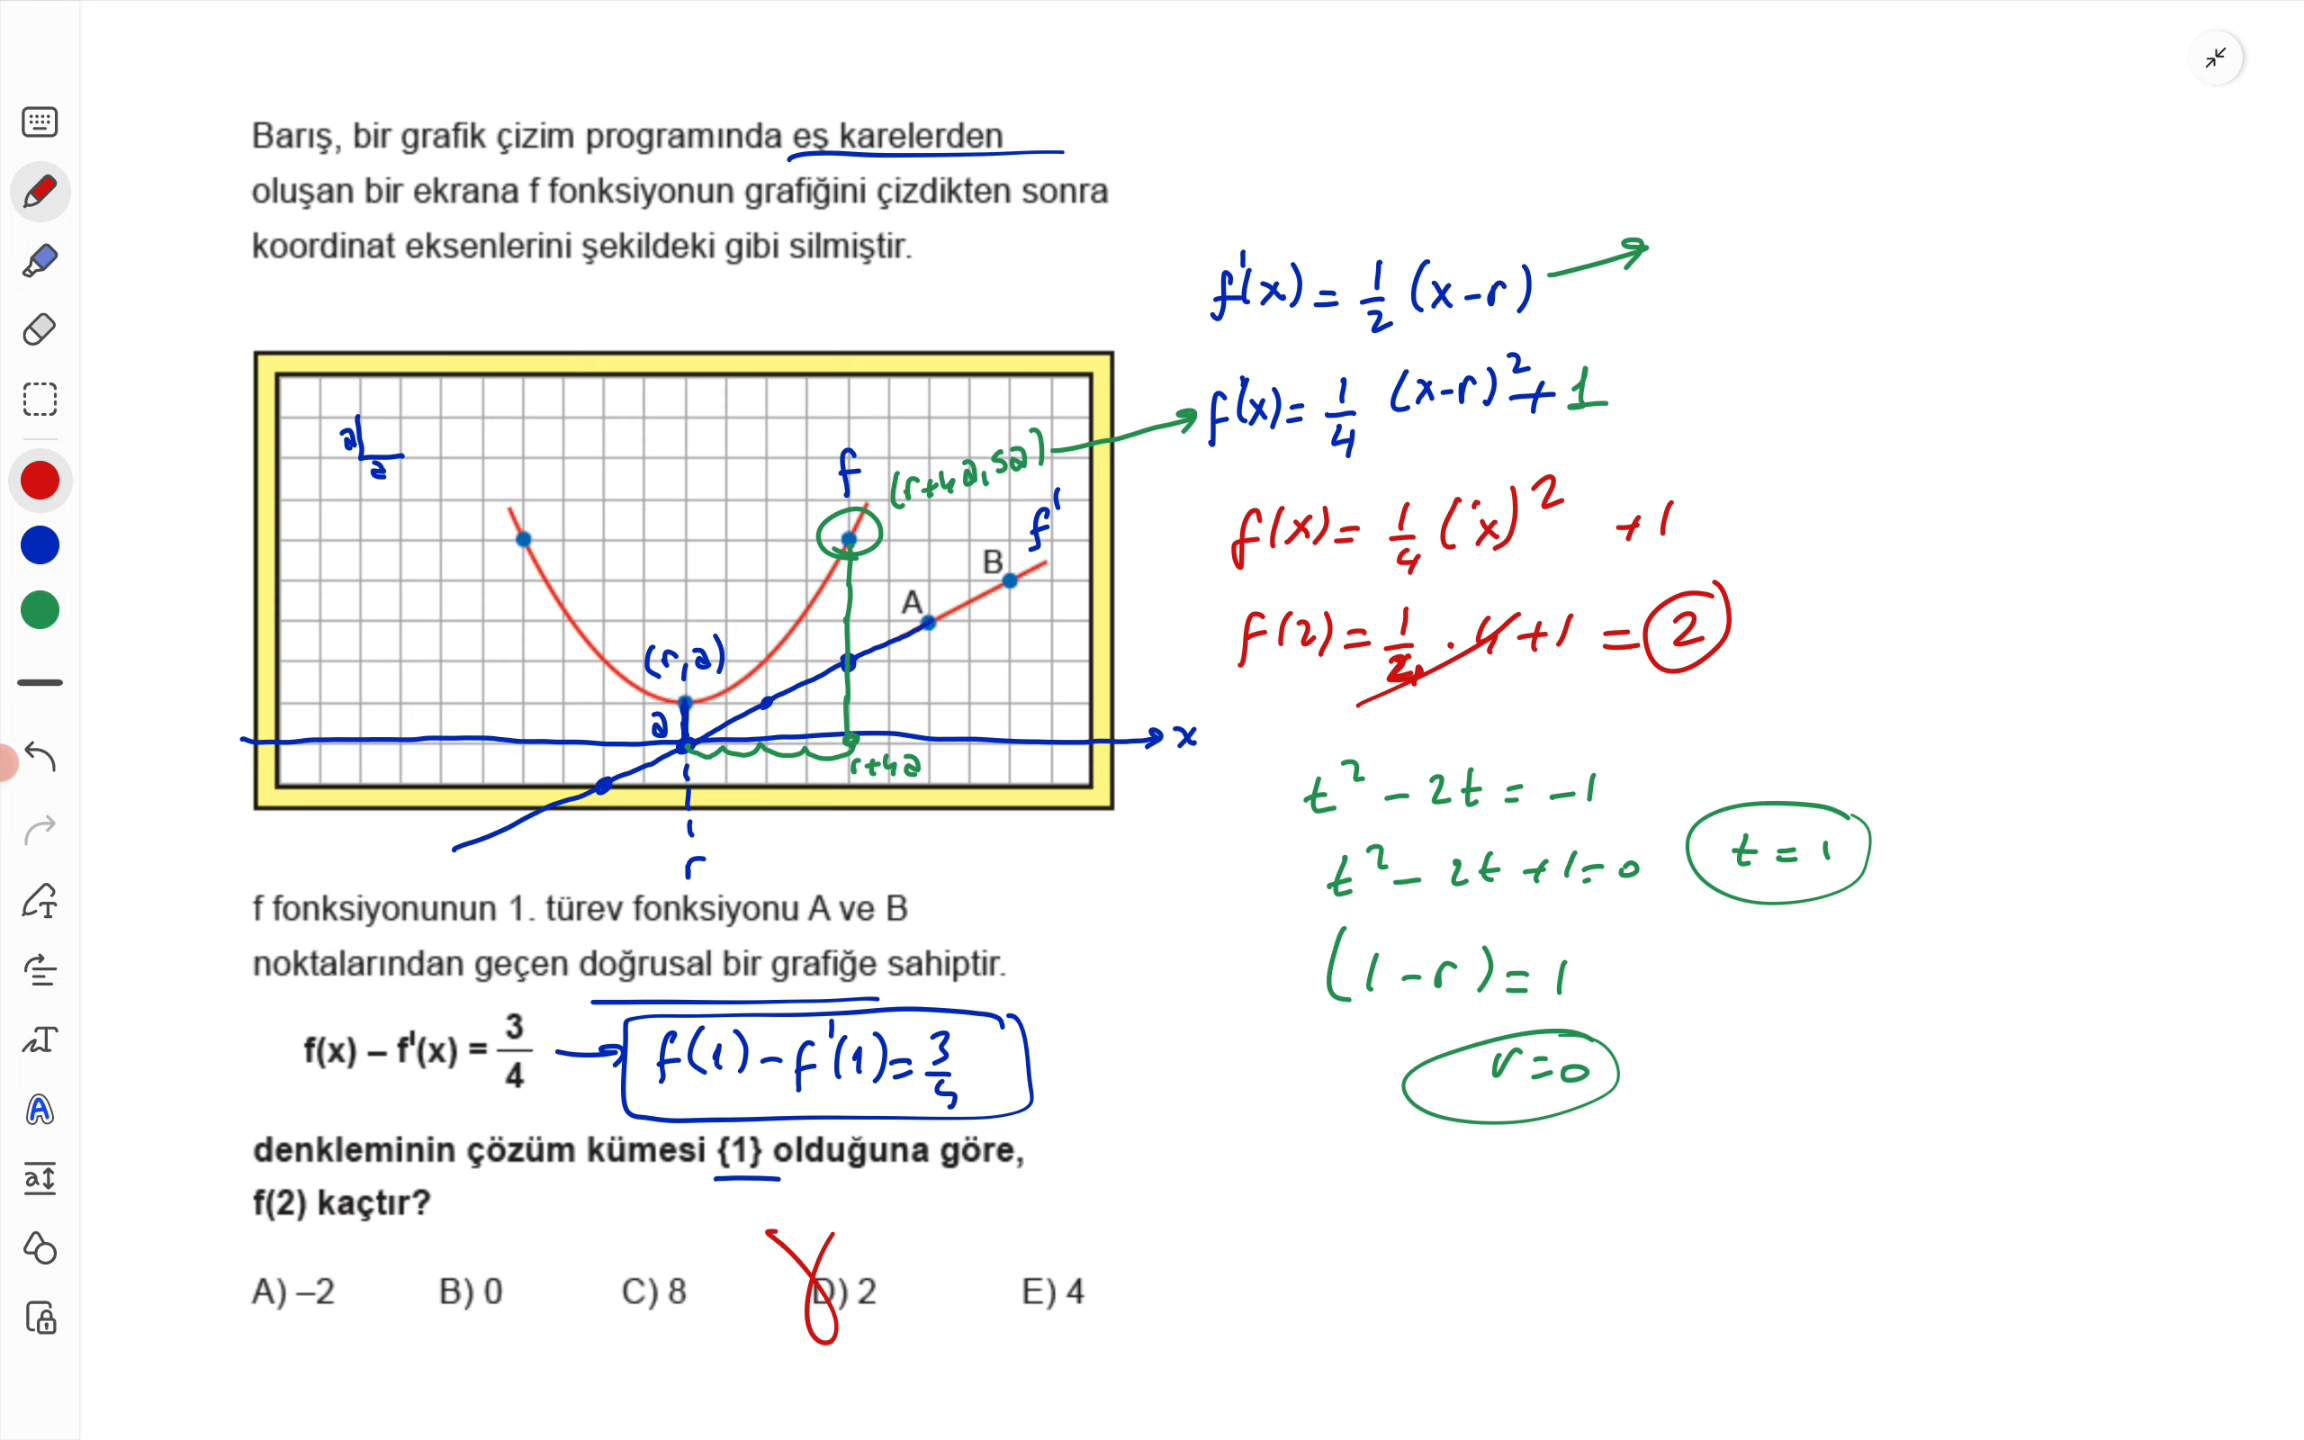 Barış, bir grafik çizim programında eş karelerden
oluşan bir ekrana f fonksiyonun grafiğini çizdikten sonra
koordinat eksenlerini şekildeki gibi silmiştir.
a
a
f
(r+4a, 5a)
f'
B
A
(r, a)
a
x
r+4a
r
f fonksiyonunun 1. türev fonksiyonu A ve B
noktalarından geçen doğrusal bir grafiğe sahiptir.
f(x) – f'(x) = 3/4
f(1) - f'(1) = 3/4
denkleminin çözüm kümesi {1} olduğuna göre,
f(2) kaçtır?
A) –2 B) 0 C) 8 D) 2 E) 4
f'(x) = 1/2 (x-r)
f(x) = 1/4 (x-r)² + 1
f(x) = 1/4 (x)² + 1
f(2) = 1/4 · 4 + 1 = 2
t² - 2t = -1
t² - 2t + 1 = 0
t = 1
(1-r) = 1
r = 0